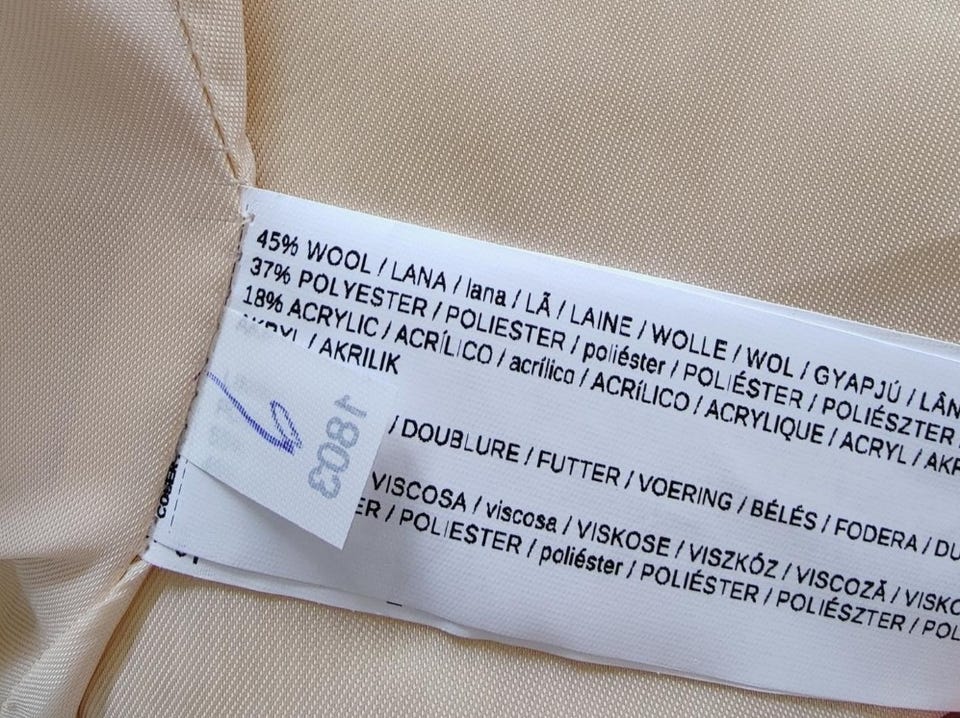 45% WOOL / LANA / lana / LÃ / LAINE / WOLLE / WOL / GYAPJÚ / LÂN
37% POLYESTER / POLIESTER / poliéster / POLIÉSTER / POLIÉSZTER
18% ACRYLIC / ACRÍLICO / acrílico / ACRÍLICO / ACRYLIQUE / ACRYL / AKR
AKRYL / AKRILIK
1803
/ DOUBLURE / FUTTER / VOERING / BÉLÉS / FODERA / DU
VISCOSA / viscosa / VISKOSE / VISZKÓZ / VISCOZĂ / VISKO
ER / POLIESTER / poliéster / POLIÉSTER / POLIÉSZTER / POL